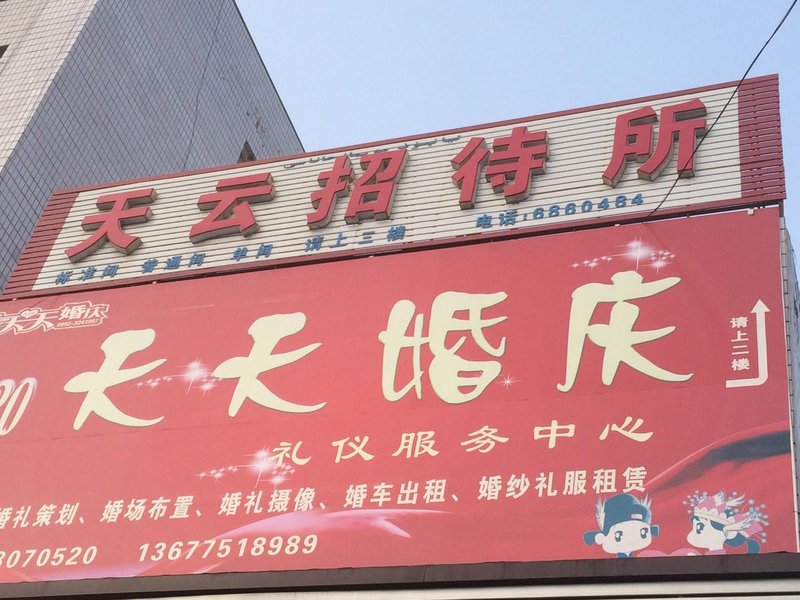 天云招待所
标准间 普通间 单间 请上三楼 电话:6860464
天天婚庆
0992-3241997
天天婚庆
请上二楼
礼仪服务中心
婚礼策划、婚场布置、婚礼摄像、婚车出租、婚纱礼服租赁
3070520 13677518989